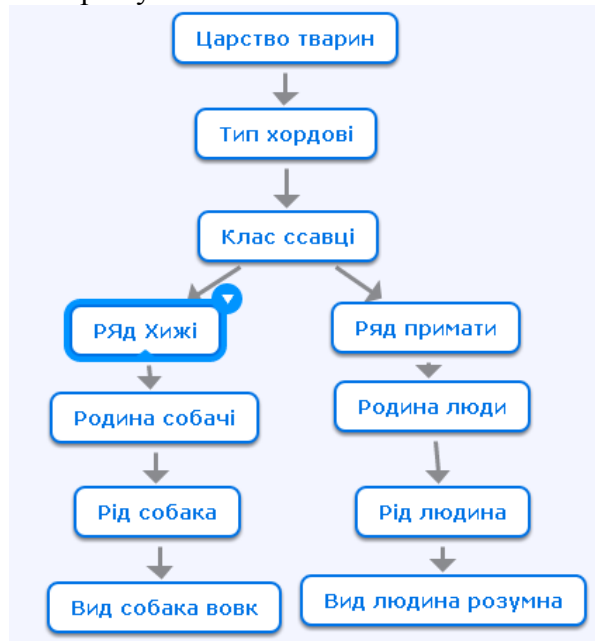 Царство тварин
Тип хордові
Клас ссавці
РЯд Хижі
Ряд примати
Родина собачі
Родина люди
Рід собака
Рід людина
Вид собака вовк
Вид людина розумна